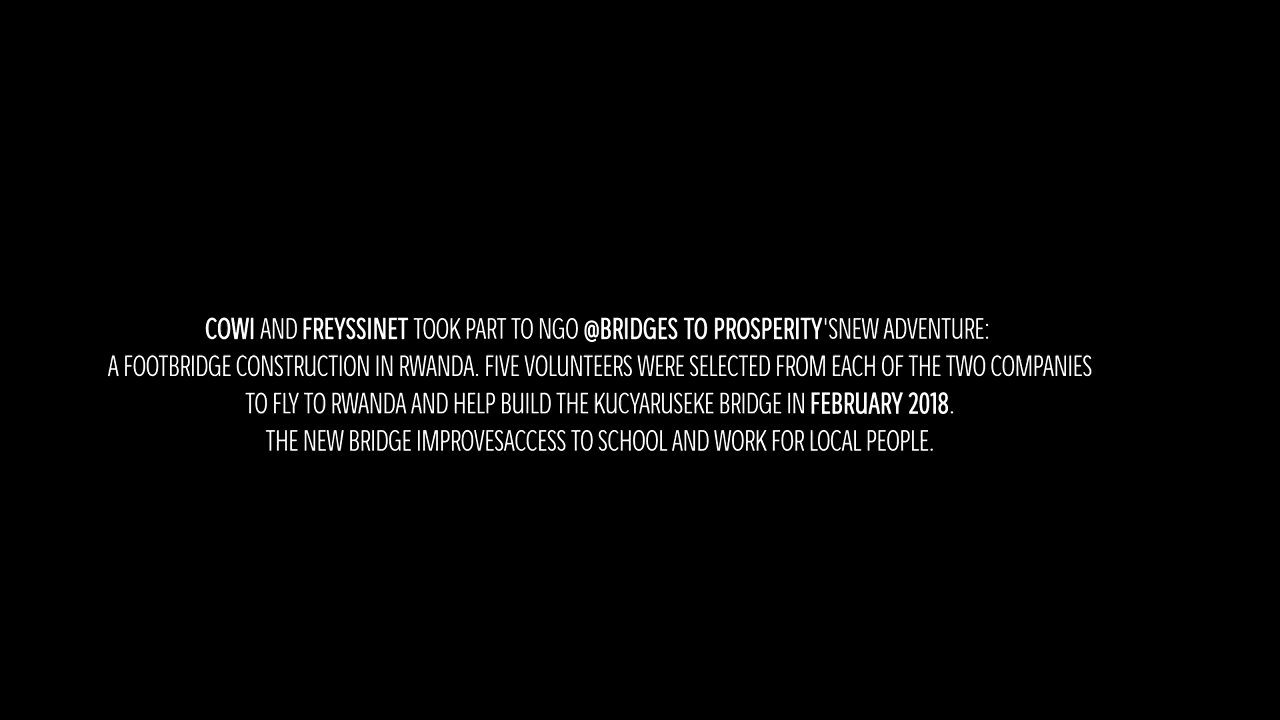 COWI AND FREYSSINET TOOK PART TO NGO @BRIDGES TO PROSPERITY'SNEW ADVENTURE:
A FOOTBRIDGE CONSTRUCTION IN RWANDA. FIVE VOLUNTEERS WERE SELECTED FROM EACH OF THE TWO COMPANIES
TO FLY TO RWANDA AND HELP BUILD THE KUCYARUSEKE BRIDGE IN FEBRUARY 2018.
THE NEW BRIDGE IMPROVESACCESS TO SCHOOL AND WORK FOR LOCAL PEOPLE.